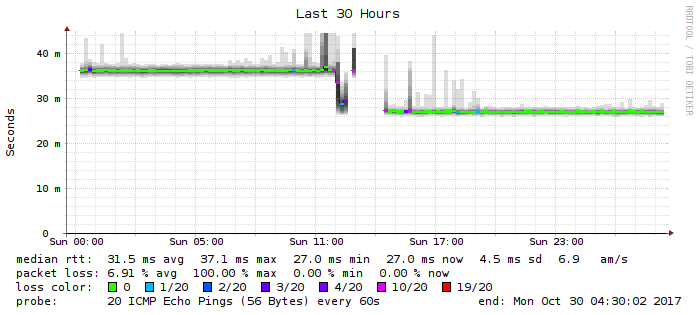 Last 30 Hours
RRDTOOL / TOBI OETIKER
Seconds
40 m
30 m
20 m
10 m
0
Sun 00:00 Sun 05:00 Sun 11:00 Sun 17:00 Sun 23:00
median rtt: 31.5 ms avg 37.1 ms max 27.0 ms min 27.0 ms now 4.5 ms sd 6.9 am/s
packet loss: 6.91 % avg 100.00 % max 0.00 % min 0.00 % now
loss color: 0 1/20 2/20 3/20 4/20 10/20 19/20
probe: 20 ICMP Echo Pings (56 Bytes) every 60s end: Mon Oct 30 04:30:02 2017